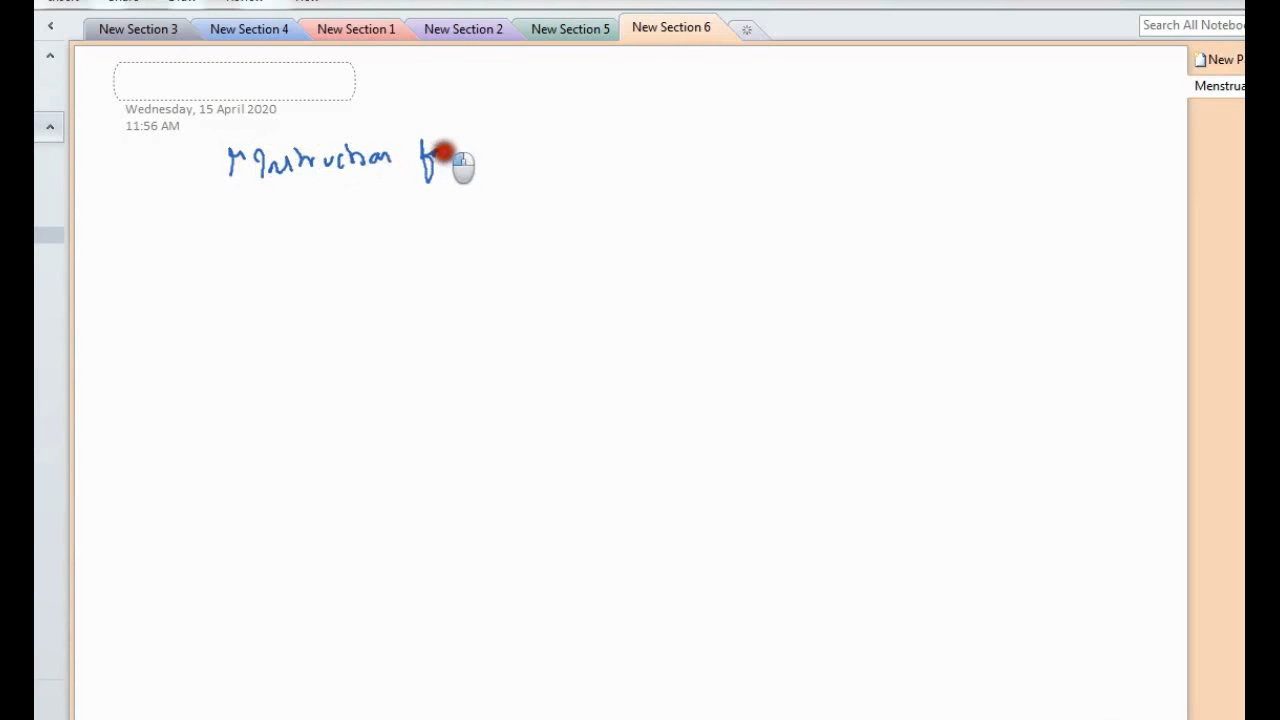 New Section 3 New Section 4 New Section 1 New Section 2 New Section 5 New Section 6
Search All Notebo
New P
Menstrua
Wednesday, 15 April 2020
11:56 AM
Instruction f